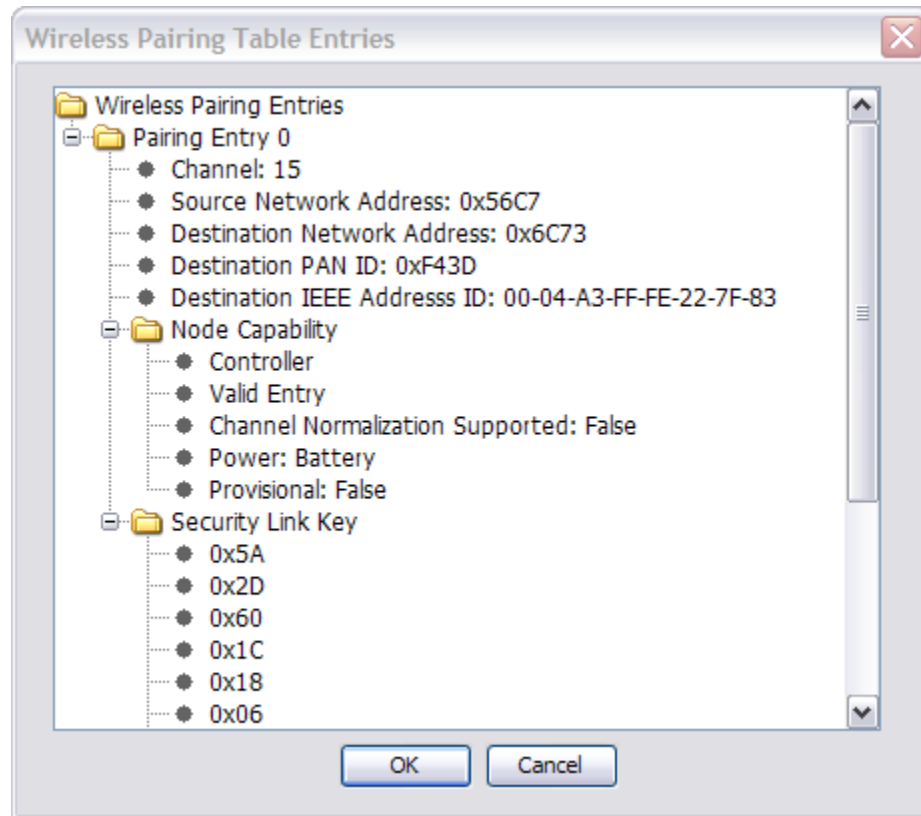 Wireless Pairing Table Entries
Wireless Pairing Entries
Pairing Entry 0
Channel: 15
Source Network Address: 0x56C7
Destination Network Address: 0x6C73
Destination PAN ID: 0xF43D
Destination IEEE Addresss ID: 00-04-A3-FF-FE-22-7F-83
Node Capability
Controller
Valid Entry
Channel Normalization Supported: False
Power: Battery
Provisional: False
Security Link Key
0x5A
0x2D
0x60
0x1C
0x18
0x06
OK Cancel